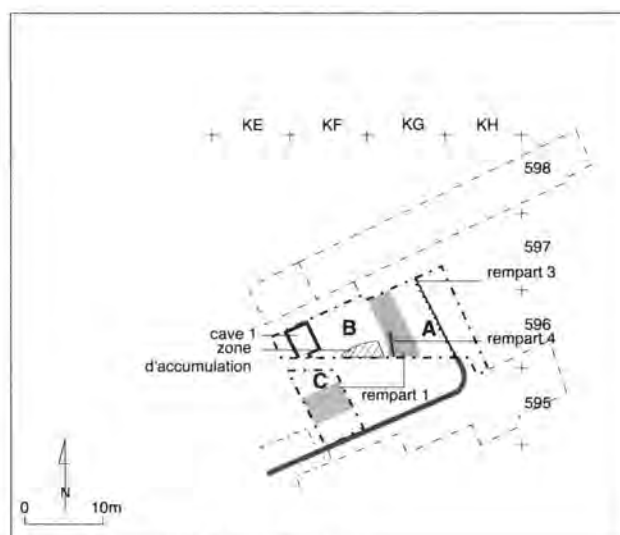 KE KF KG KH
598
597
rempart 3
cave 1
B
A
596
zone
rempart 4
d'accumulation
C
rempart 1
595
N
0 10m